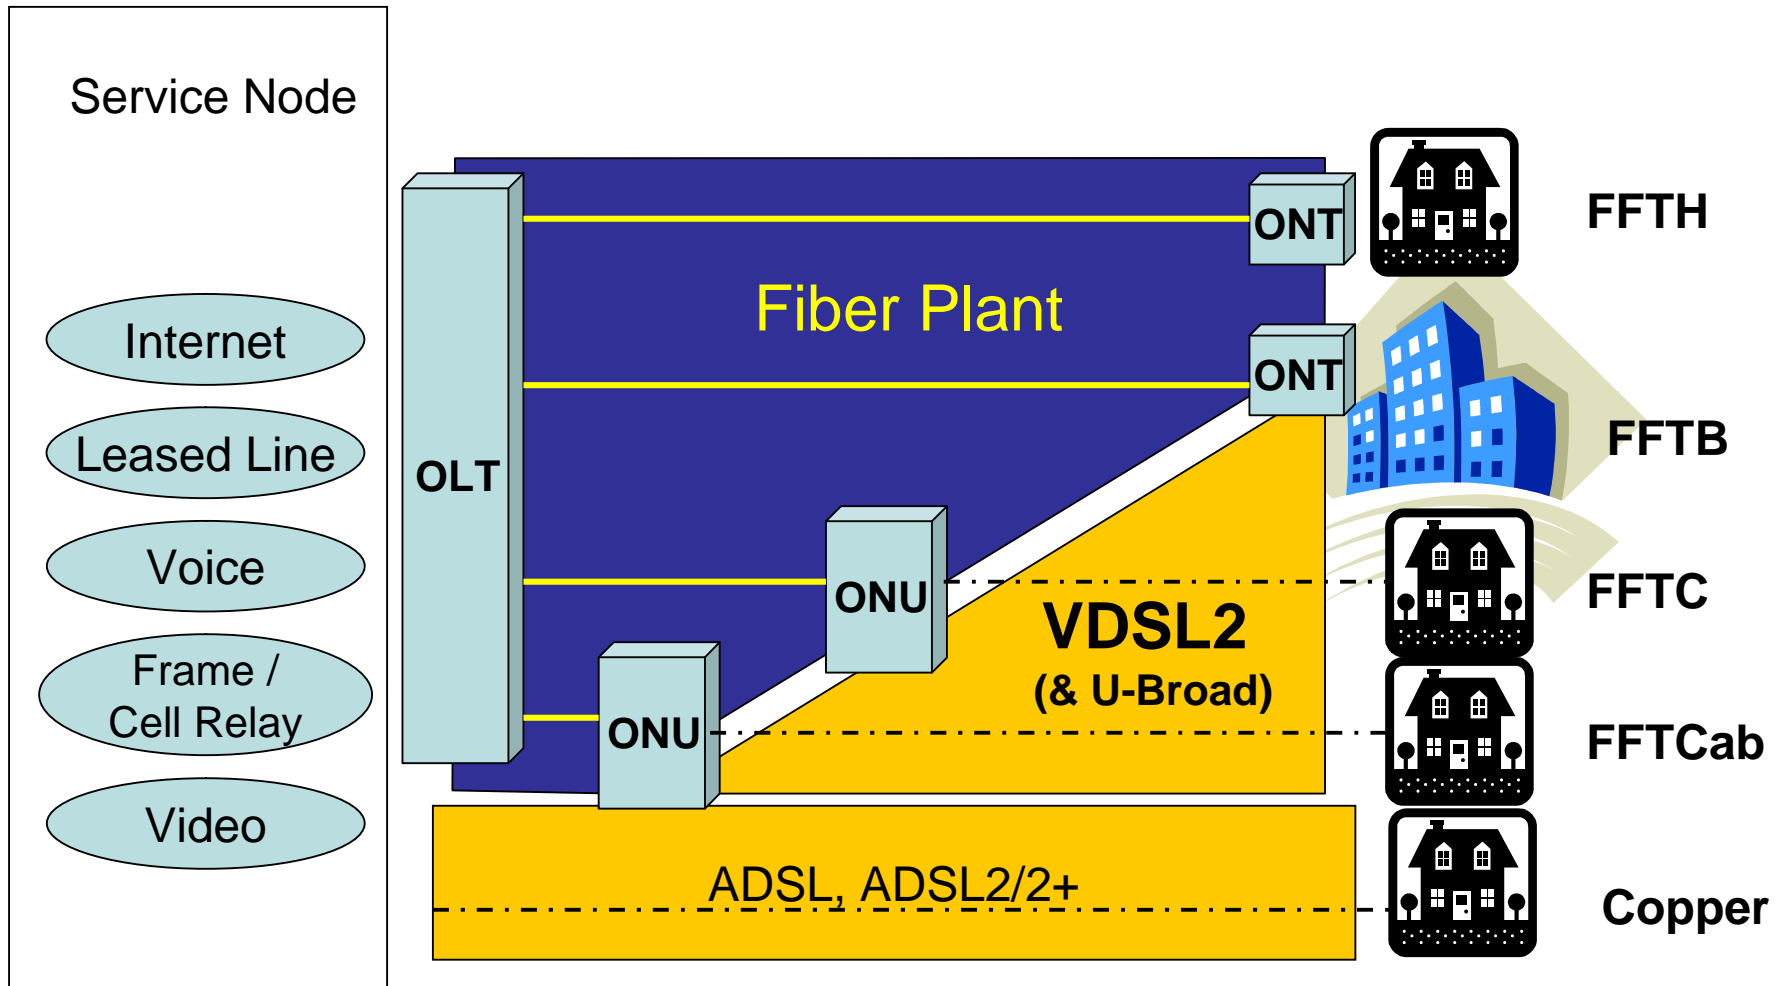 Service Node
Internet
Leased Line
Voice
Frame /
Cell Relay
Video
OLT
Fiber Plant
ONT
ONT
ONU
ONU
VDSL2
(& U-Broad)
ADSL, ADSL2/2+
FFTH
FFTB
FFTC
FFTCab
Copper